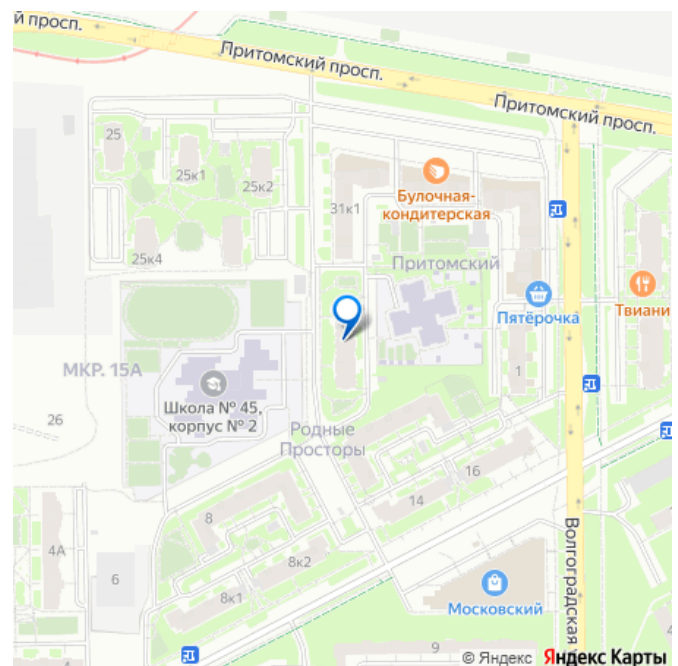 й просп.
Притомский просп.
Притомский просп.
25
25к1
25к2
31к1
Булочная-
кондитерская
25к4
Притомский
Пятёрочка
Твиани
МКР. 15А
Школа № 45,
корпус № 2
1
26
Родные
Просторы
16
14
8
4А
6
8к2
8к1
Волгоградская
Московский
9
4
© Яндекс Яндекс Карты